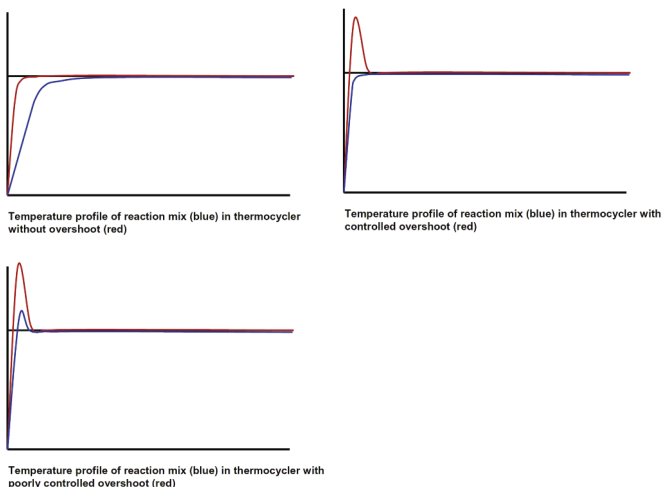 Temperature profile of reaction mix (blue) in thermocycler
without overshoot (red)
Temperature profile of reaction mix (blue) in thermocycler with
controlled overshoot (red)
Temperature profile of reaction mix (blue) in thermocycler with
poorly controlled overshoot (red)